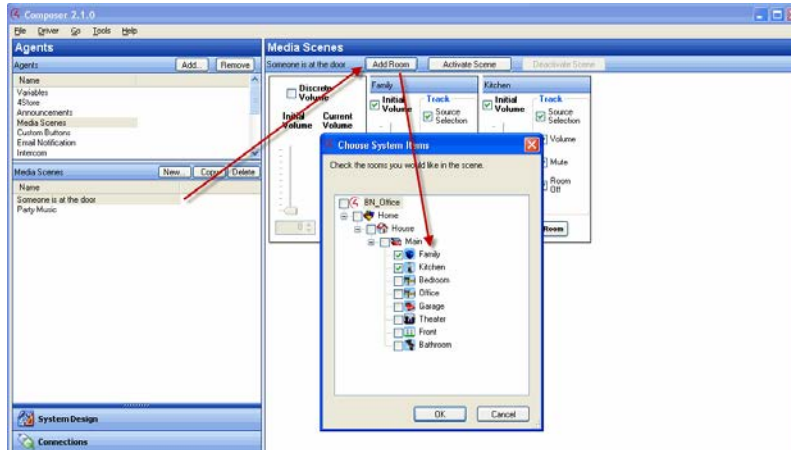 Composer 2.1.0
File Driver Go Tools Help
Agents
Agents Add... Remove
Name
Variables
4Store
Announcements
Media Scenes
Custom Buttons
Email Notification
Intercom
Media Scenes New... Copy Delete
Name
Someone is at the door
Party Music
System Design
Connections
Media Scenes
Someone is at the door Add Room Activate Scene Deactivate Scene
Discrete Volume
Initial Volume Current Volume
0
Family
Initial Volume
Track
Source Selection
Kitchen
Initial Volume
Track
Source Selection
Volume
Mute
Room Off
Room
Choose System Items
Check the rooms you would like in the scene.
BN_Office
Home
House
Main
Family
Kitchen
Bedroom
Office
Garage
Theater
Front
Bathroom
OK Cancel